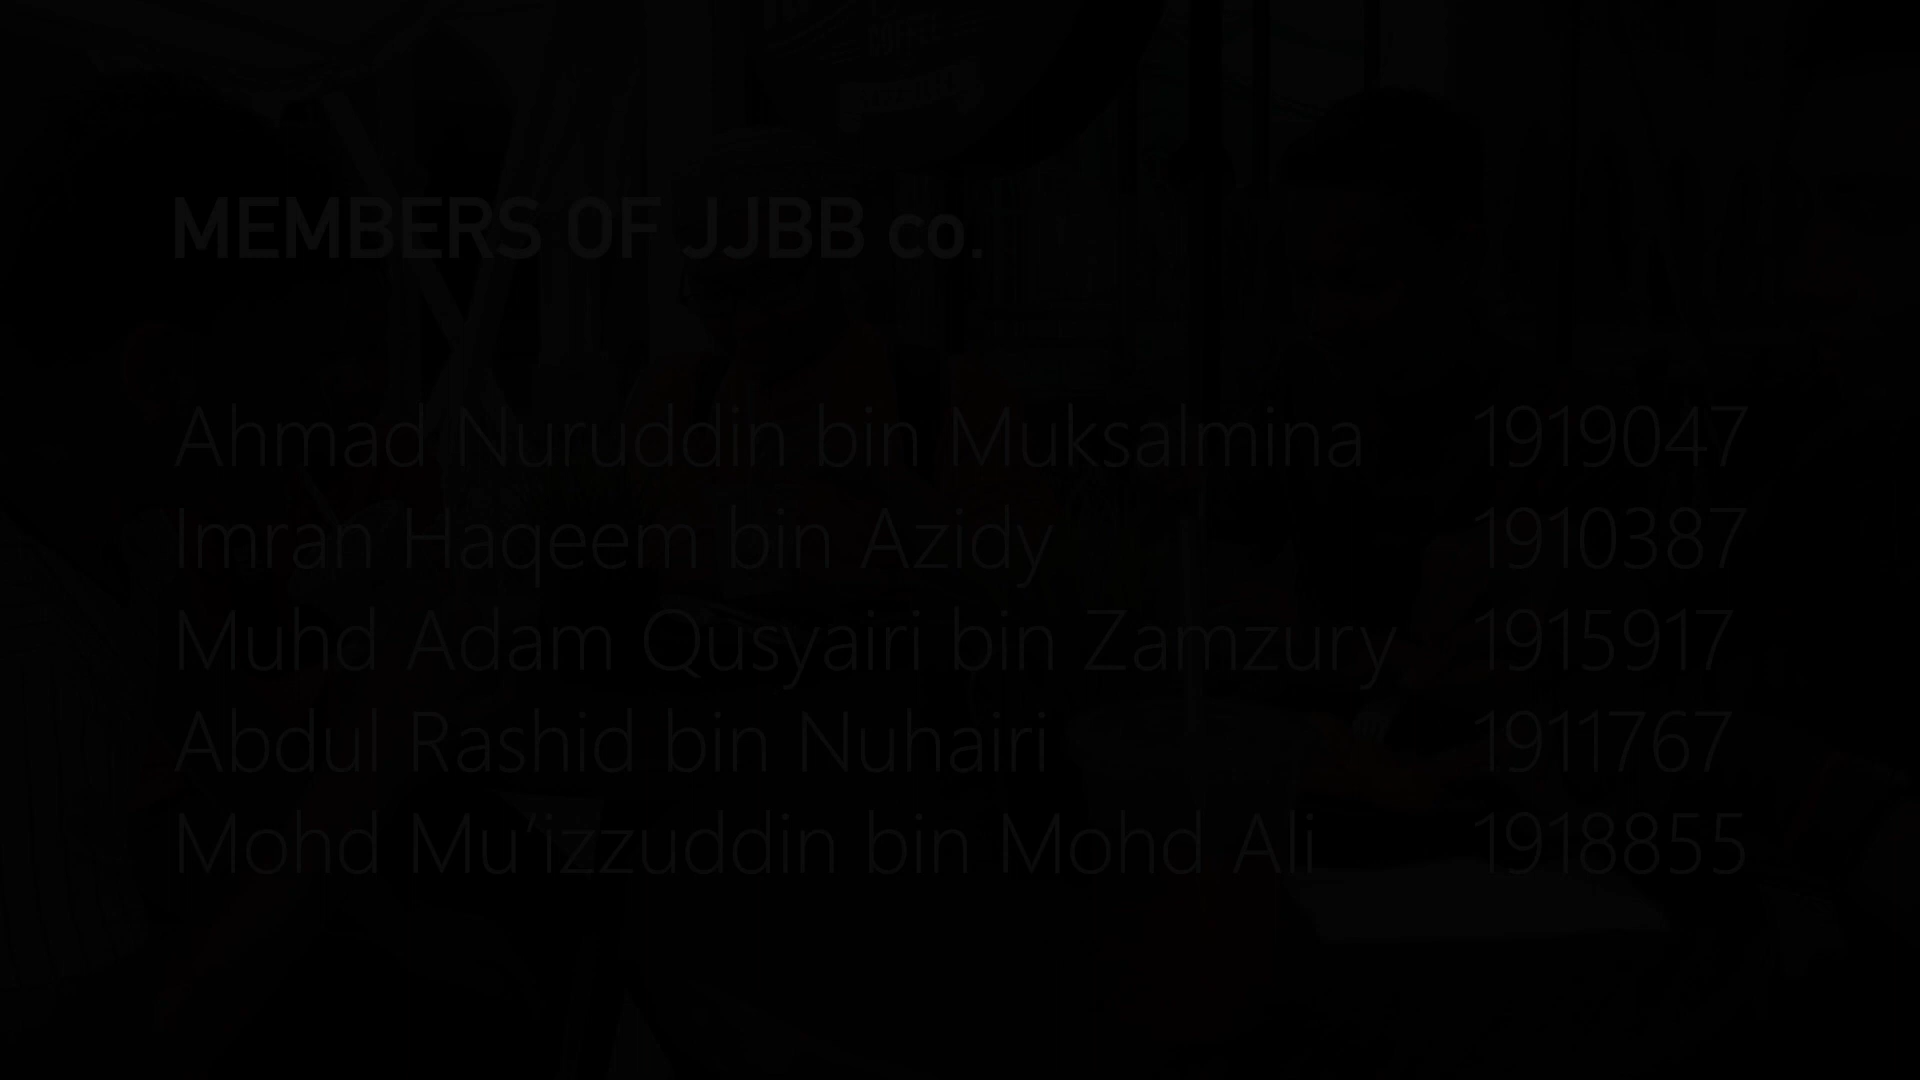 COFFEE
MEMBERS OF JJBB co.
Ahmad Nuruddin bin Muksalmina 1919047
Imran Haqeem bin Azidy 1910387
Muhd Adam Qusyairi bin Zamzury 1915917
Abdul Rashid bin Nuhairi 1911767
Mohd Mu’izzuddin bin Mohd Ali 1918855